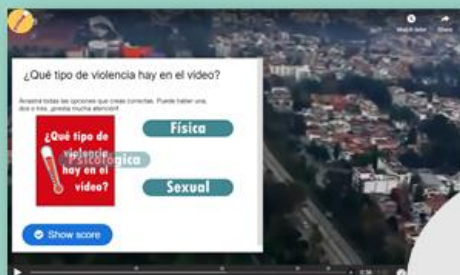 Watch later
Share
¿Qué tipo de violencia hay en el video?
Arrastra todas las opciones que creas correctas. Puede haber una,
dos o tres, ¡presta mucha atención!
¿Qué tipo de
violencia
hay en el
video?
Psicológica
Física
Sexual
Show score